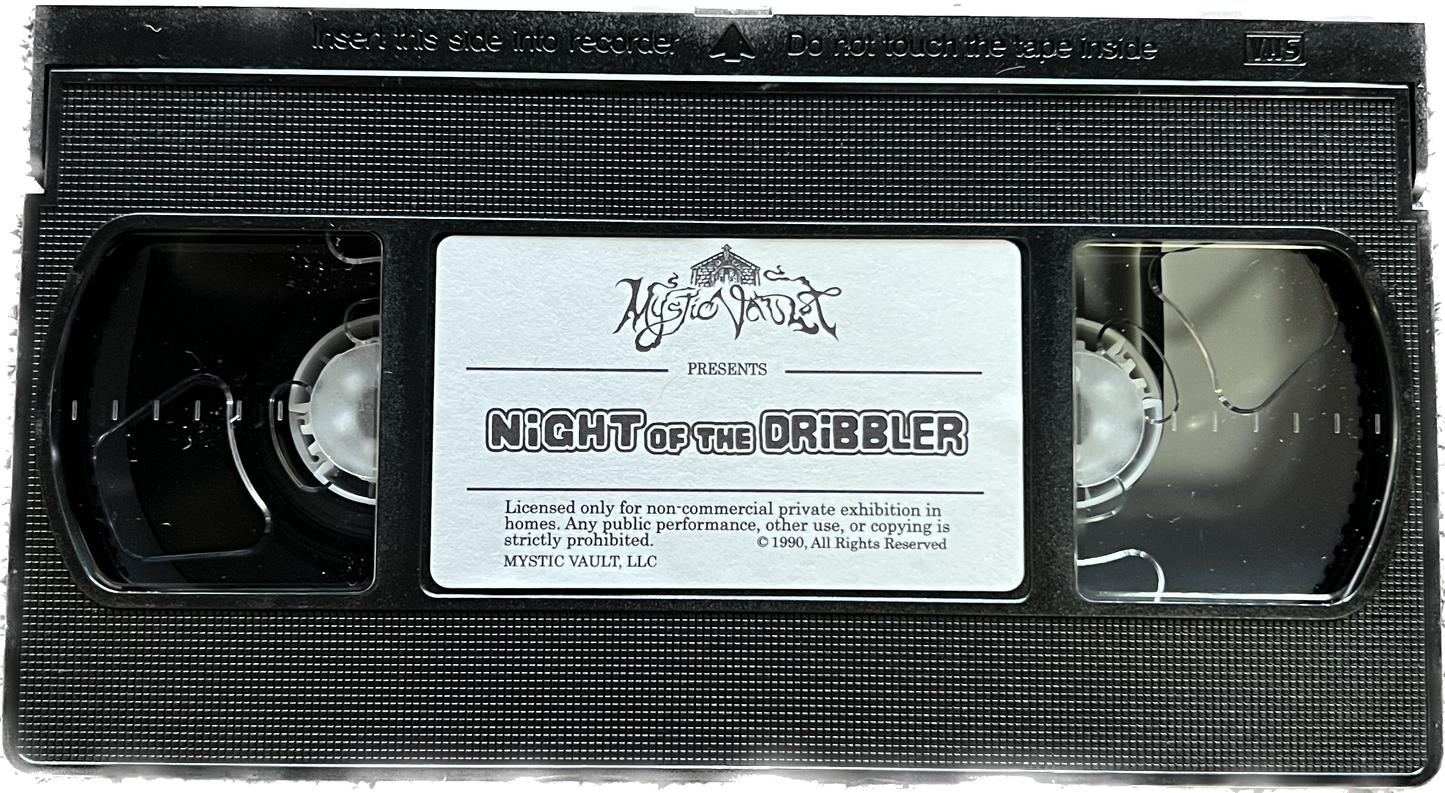 Insert this side into recorder Do not touch the tape inside VHS
Mystic Vault
PRESENTS
NiGHT OF THE DRiBBLER
Licensed only for non-commercial private exhibition in
homes. Any public performance, other use, or copying is
strictly prohibited. © 1990, All Rights Reserved
MYSTIC VAULT, LLC